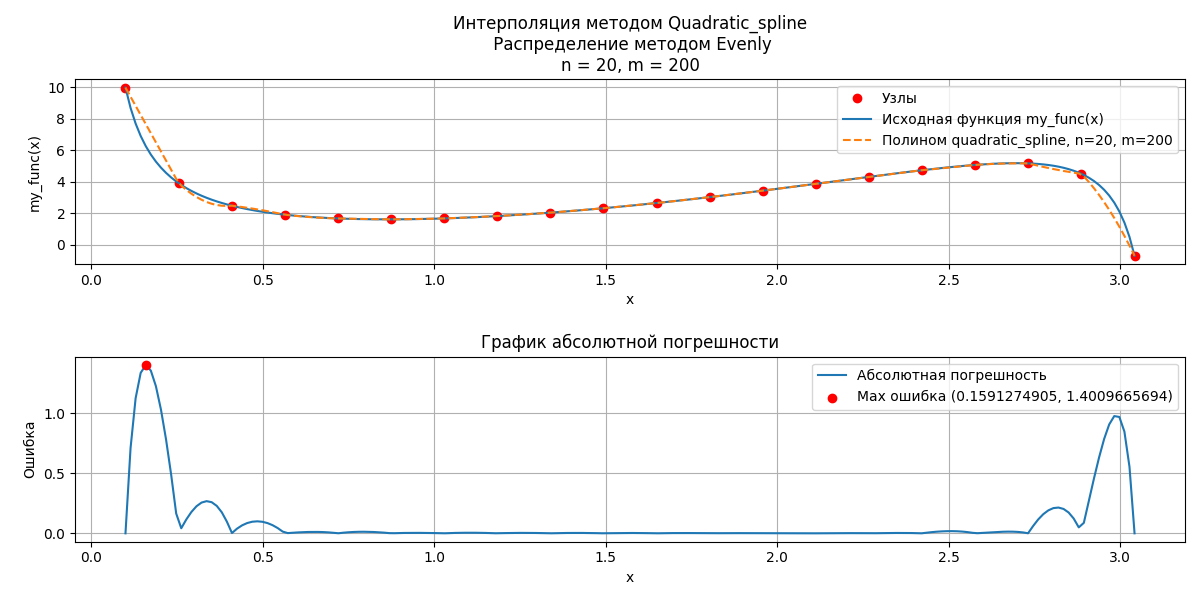 Интерполяция методом Quadratic_spline
Распределение методом Evenly
n = 20, m = 200
my_func(x)
10
8
6
4
2
0
Узлы
Исходная функция my_func(x)
Полином quadratic_spline, n=20, m=200
0.0 0.5 1.0 1.5 2.0 2.5 3.0
x
График абсолютной погрешности
Ошибка
1.0
0.5
0.0
Абсолютная погрешность
Max ошибка (0.1591274905, 1.4009665694)
0.0 0.5 1.0 1.5 2.0 2.5 3.0
x